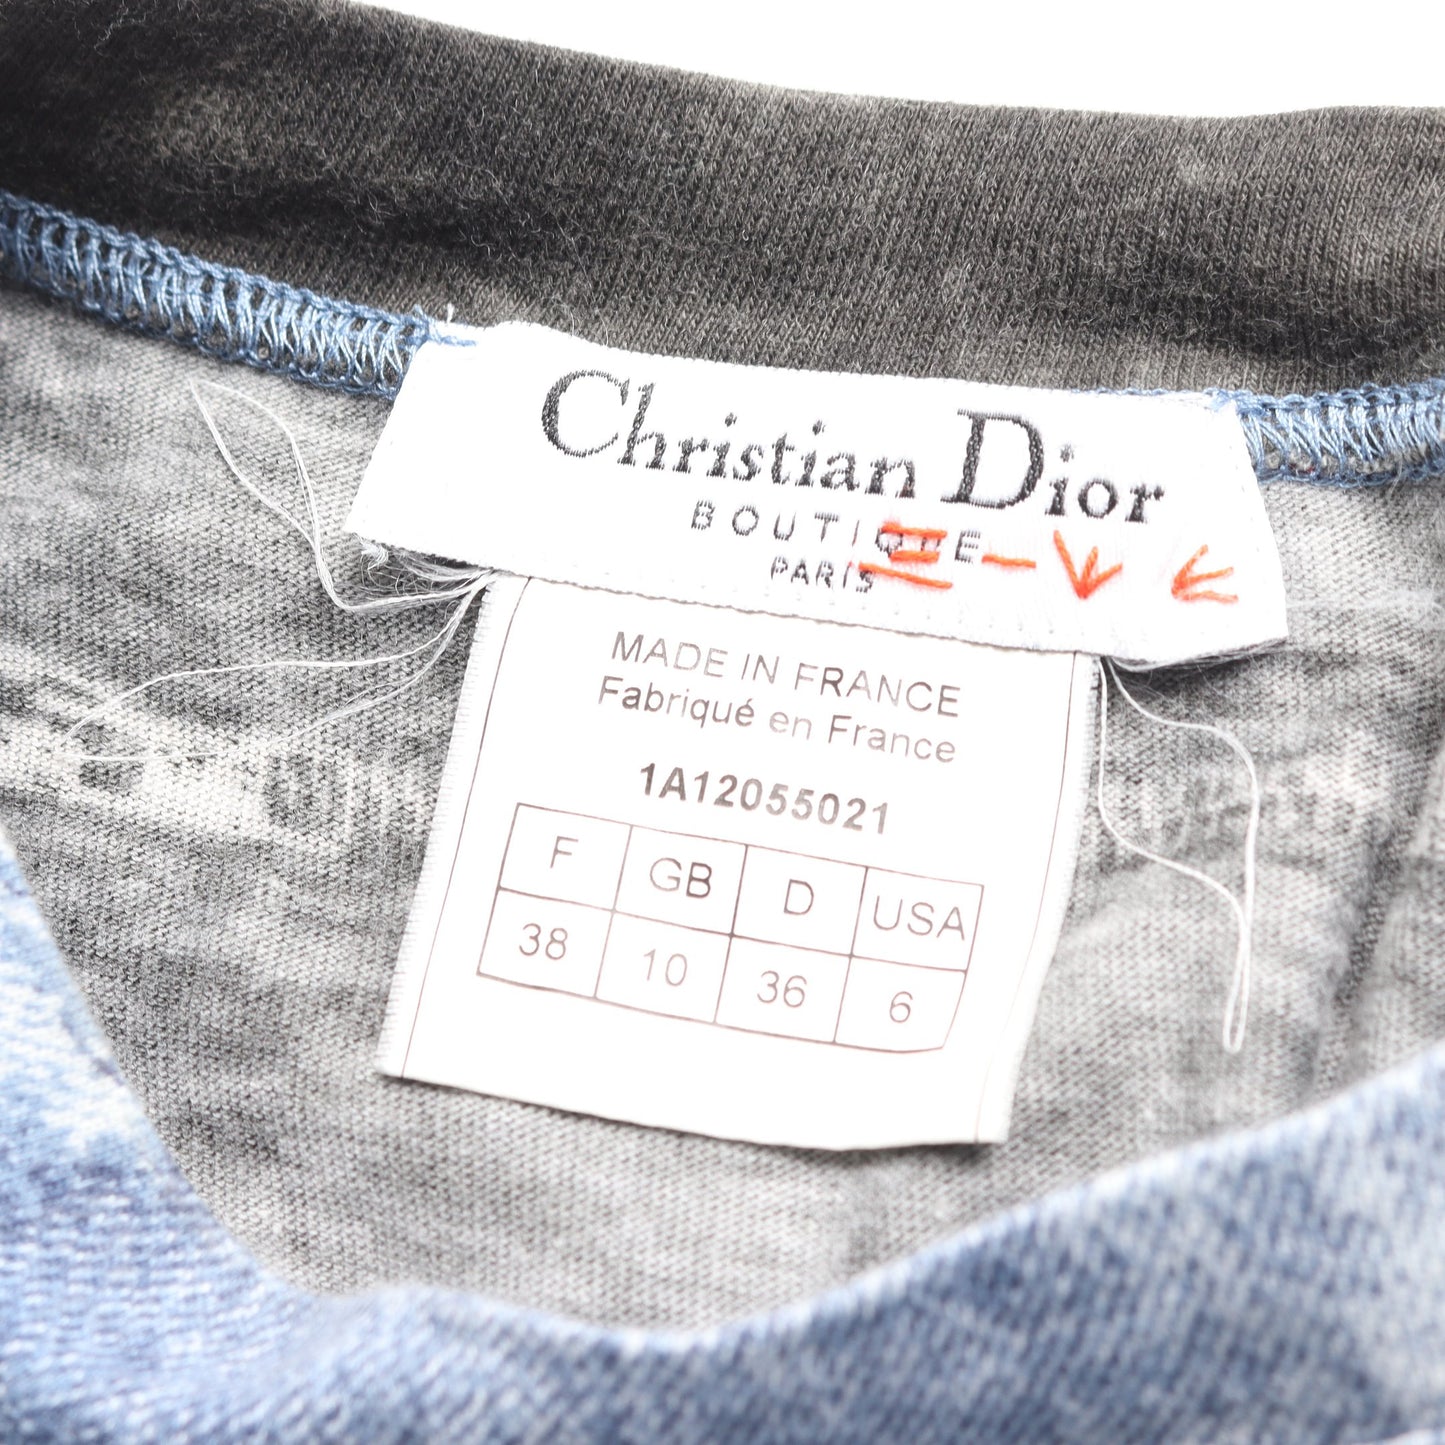 Christian Dior
BOUTIQUE
PARIS
MADE IN FRANCE
Fabriqué en France
1A12055021
F GB D USA
38 10 36 6